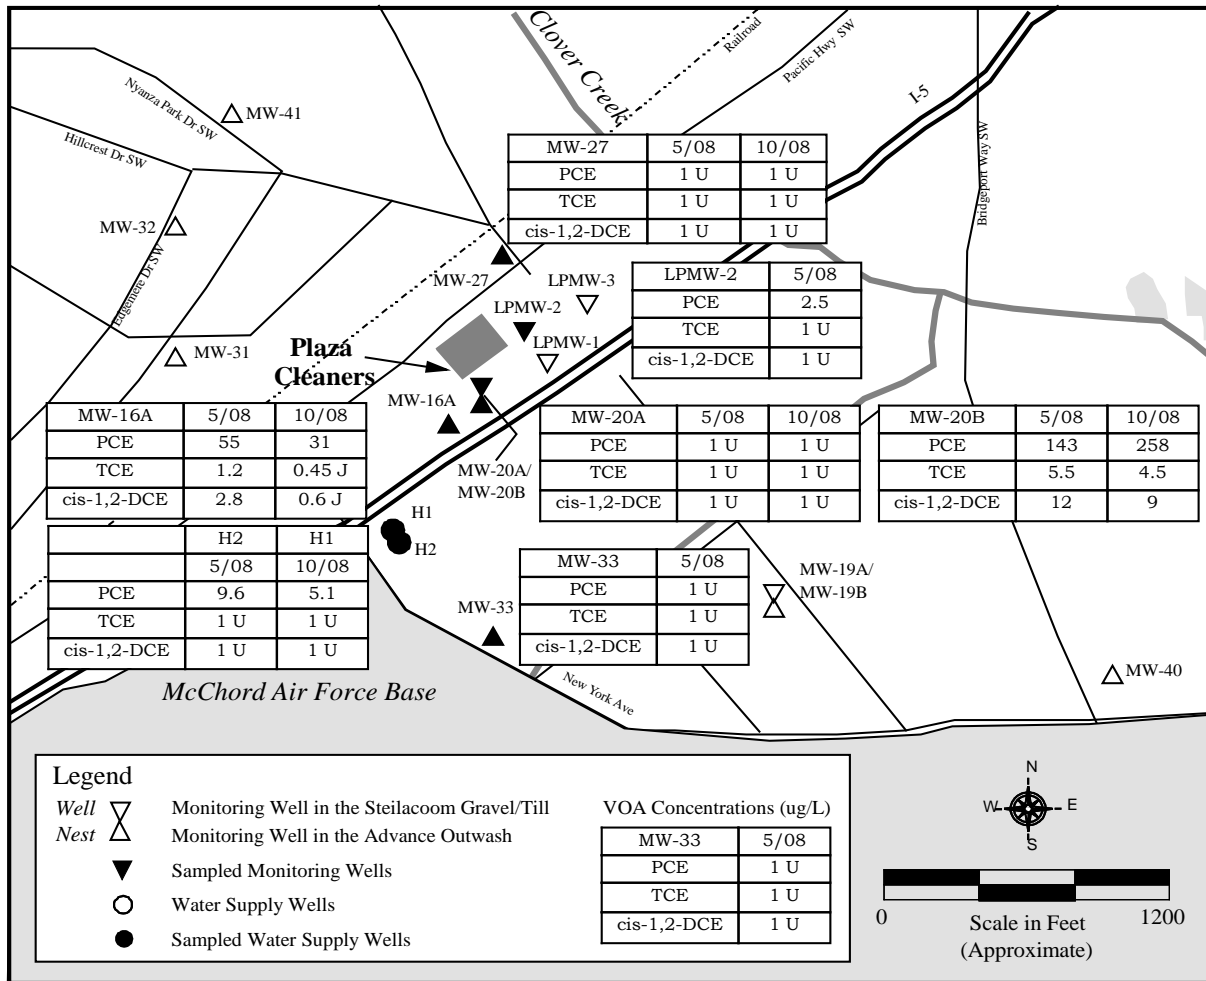 Clover Creek
Railroad
Pacific Hwy SW
I-5
Bridgeport Way SW
Nyanza Park Dr SW
MW-41
Hillcrest Dr SW
MW-32
Edgemere Dr SW
MW-31
MW-27 5/08 10/08
PCE 1 U 1 U
TCE 1 U 1 U
cis-1,2-DCE 1 U 1 U
MW-27
LPMW-3
LPMW-2
LPMW-1
LPMW-2 5/08
PCE 2.5
TCE 1 U
cis-1,2-DCE 1 U
Plaza
Cleaners
MW-16A
MW-16A 5/08 10/08
PCE 55 31
TCE 1.2 0.45 J
cis-1,2-DCE 2.8 0.6 J
MW-20A/
MW-20B
MW-20A 5/08 10/08
PCE 1 U 1 U
TCE 1 U 1 U
cis-1,2-DCE 1 U 1 U
MW-20B 5/08 10/08
PCE 143 258
TCE 5.5 4.5
cis-1,2-DCE 12 9
H1
H2
H2 H1
5/08 10/08
PCE 9.6 5.1
TCE 1 U 1 U
cis-1,2-DCE 1 U 1 U
MW-33
MW-33 5/08
PCE 1 U
TCE 1 U
cis-1,2-DCE 1 U
MW-19A/
MW-19B
MW-40
New York Ave
McChord Air Force Base
Legend
Well
Nest
Monitoring Well in the Steilacoom Gravel/Till
Monitoring Well in the Advance Outwash
Sampled Monitoring Wells
Water Supply Wells
Sampled Water Supply Wells
VOA Concentrations (ug/L)
MW-33 5/08
PCE 1 U
TCE 1 U
cis-1,2-DCE 1 U
N
W E
S
0 1200
Scale in Feet
(Approximate)